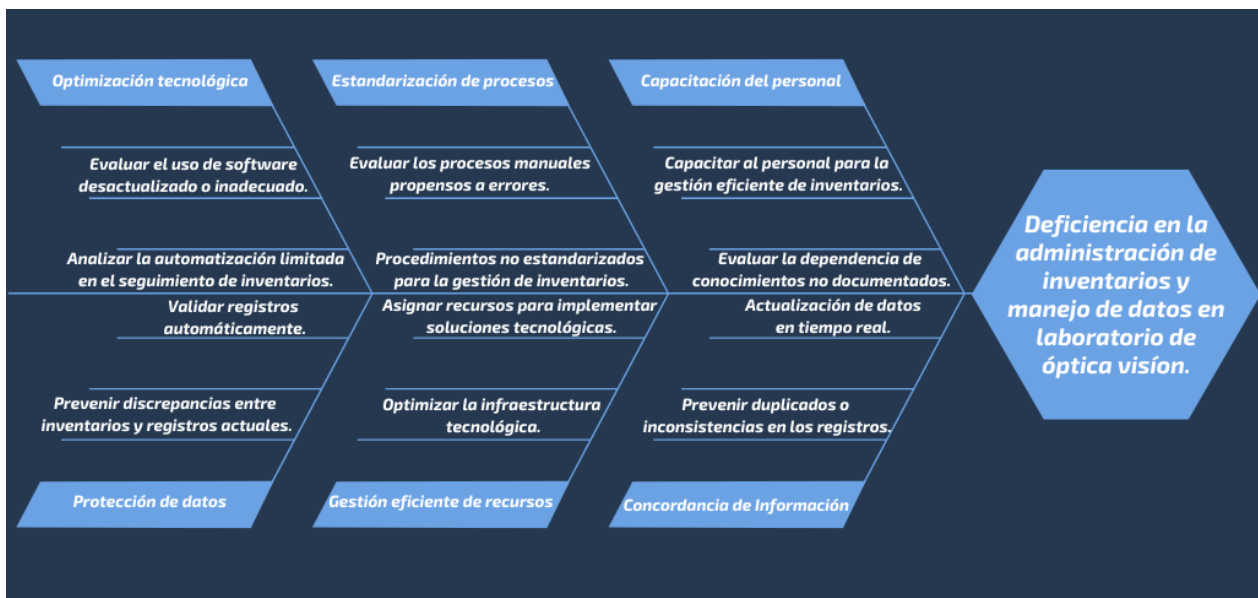 Optimización tecnológica
Estandarización de procesos
Capacitación del personal
Evaluar el uso de software
desactualizado o inadecuado.
Evaluar los procesos manuales
propensos a errores.
Capacitar al personal para la
gestión eficiente de inventarios.
Analizar la automatización limitada
en el seguimiento de inventarios.
Procedimientos no estandarizados
para la gestión de inventarios.
Evaluar la dependencia de
conocimientos no documentados.
Validar registros
automáticamente.
Asignar recursos para implementar
soluciones tecnológicas.
Actualización de datos
en tiempo real.
Prevenir discrepancias entre
inventarios y registros actuales.
Optimizar la infraestructura
tecnológica.
Prevenir duplicados o
inconsistencias en los registros.
Protección de datos
Gestión eficiente de recursos
Concordancia de Información
Deficiencia en la
administración de
inventarios y
manejo de datos en
laboratorio de
óptica visíon.